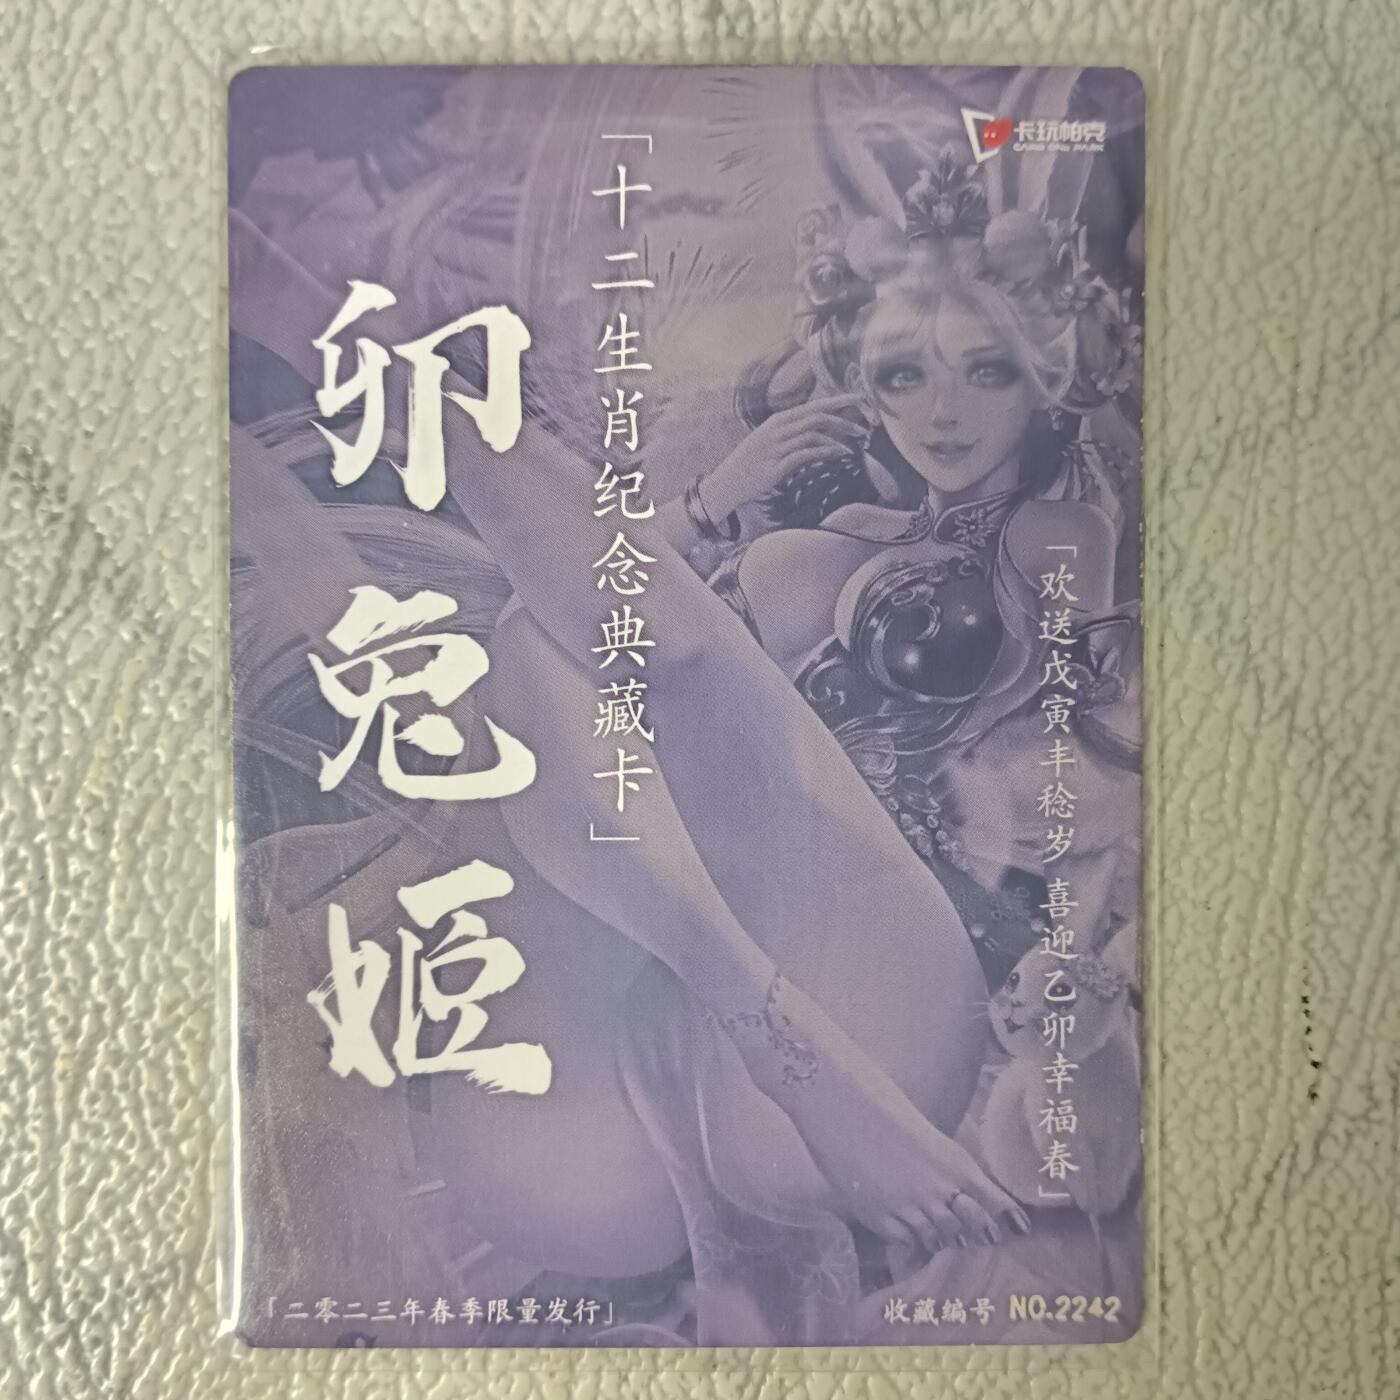 卡玩帕克
CARD ONE PARK
「十二生肖纪念典藏卡」
卯兔姬
「欢送戊寅丰稔岁 喜迎乙卯幸福春」
「二零二三年春季限量发行」
收藏编号 NO.2242